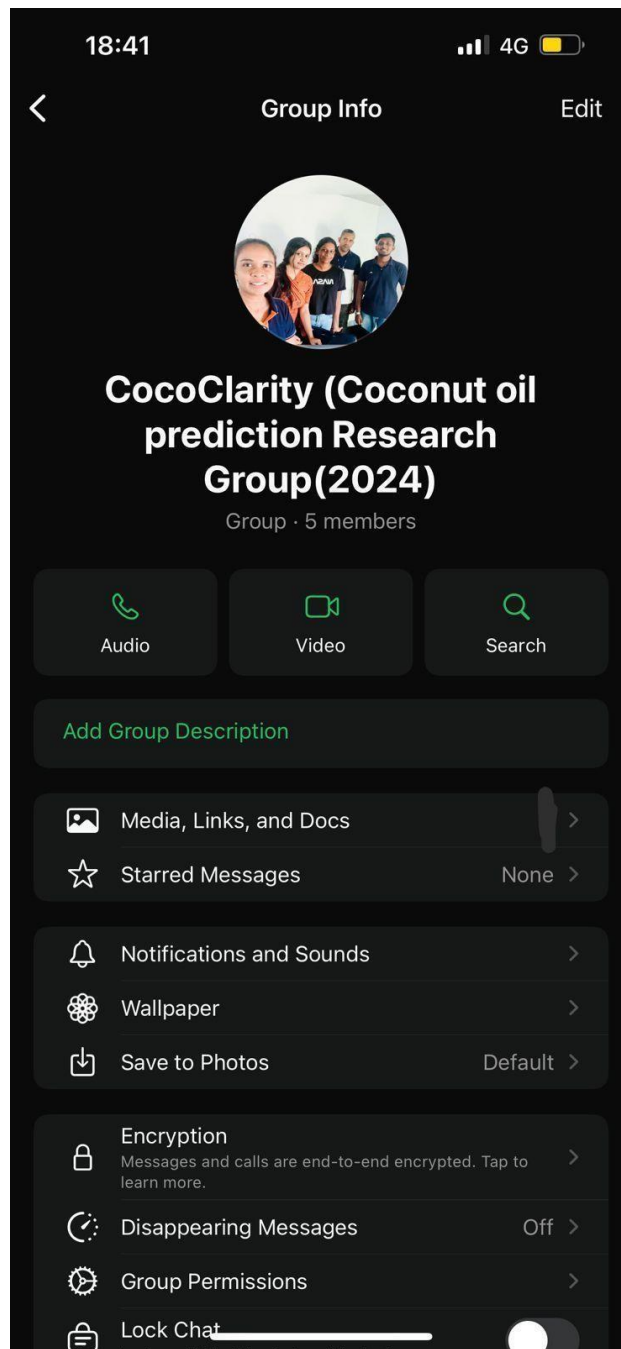 18:41
4G
Group Info
Edit
CocoClarity (Coconut oil
prediction Research
Group(2024)
Group · 5 members
Audio
Video
Search
Add Group Description
Media, Links, and Docs
Starred Messages
None
Notifications and Sounds
Wallpaper
Save to Photos
Default
Encryption
Messages and calls are end-to-end encrypted. Tap to
learn more.
Disappearing Messages
Off
Group Permissions
Lock Chat